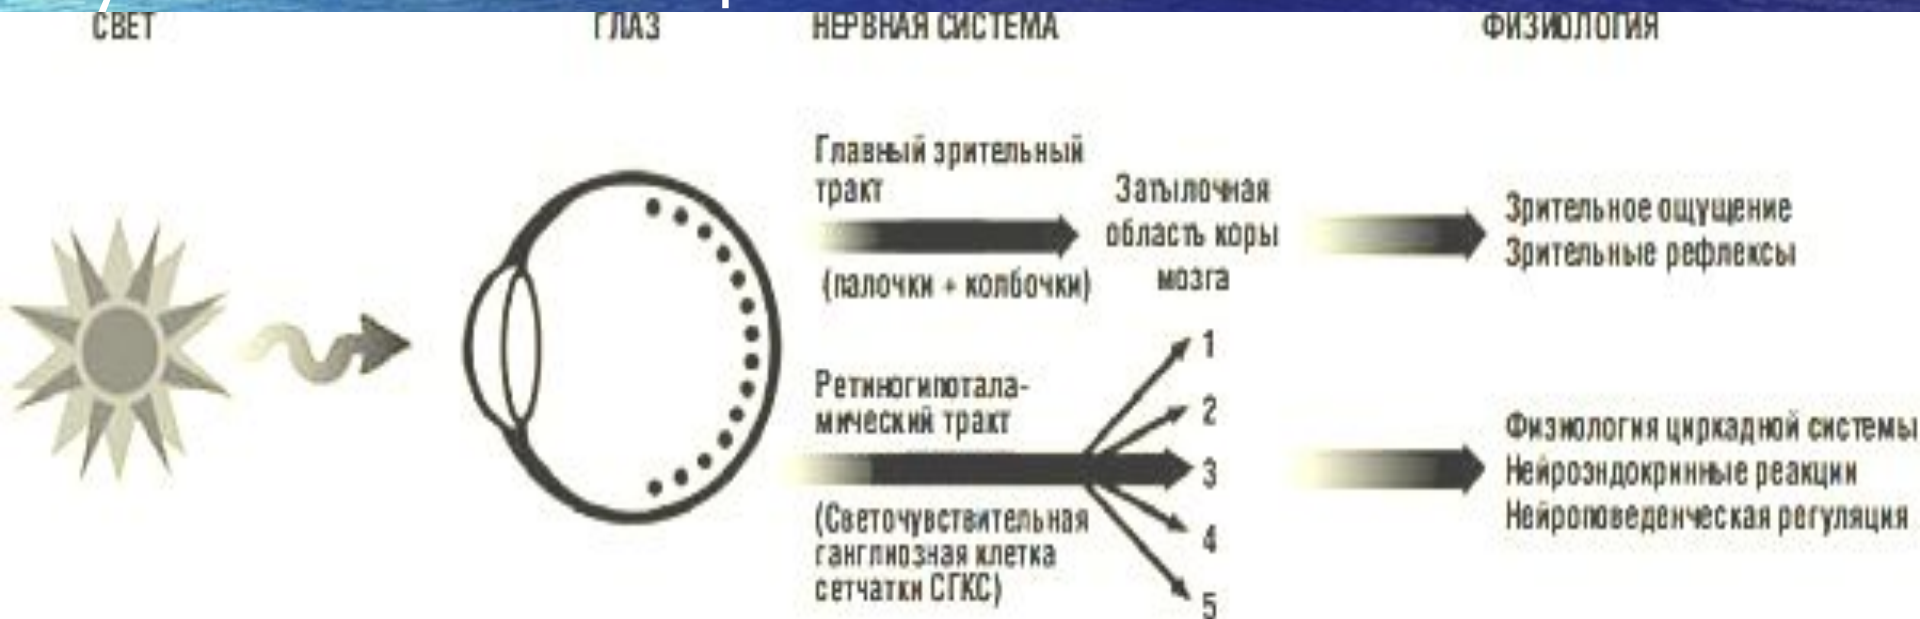 СВЕТ
ГЛАЗ
НЕРВНАЯ СИСТЕМА
ФИЗИОЛОГИЯ
Главный зрительный
тракт
(палочки + колбочки)
Затылочная
область коры
мозга
Зрительное ощущение
Зрительные рефлексы
Ретиногипотала-
мический тракт
(Светочувствительная
ганглиозная клетка
сетчатки СГКС)
1
2
3
4
5
Физиология циркадной системы
Нейроэндокринные реакции
Нейроповеденческая регуляция